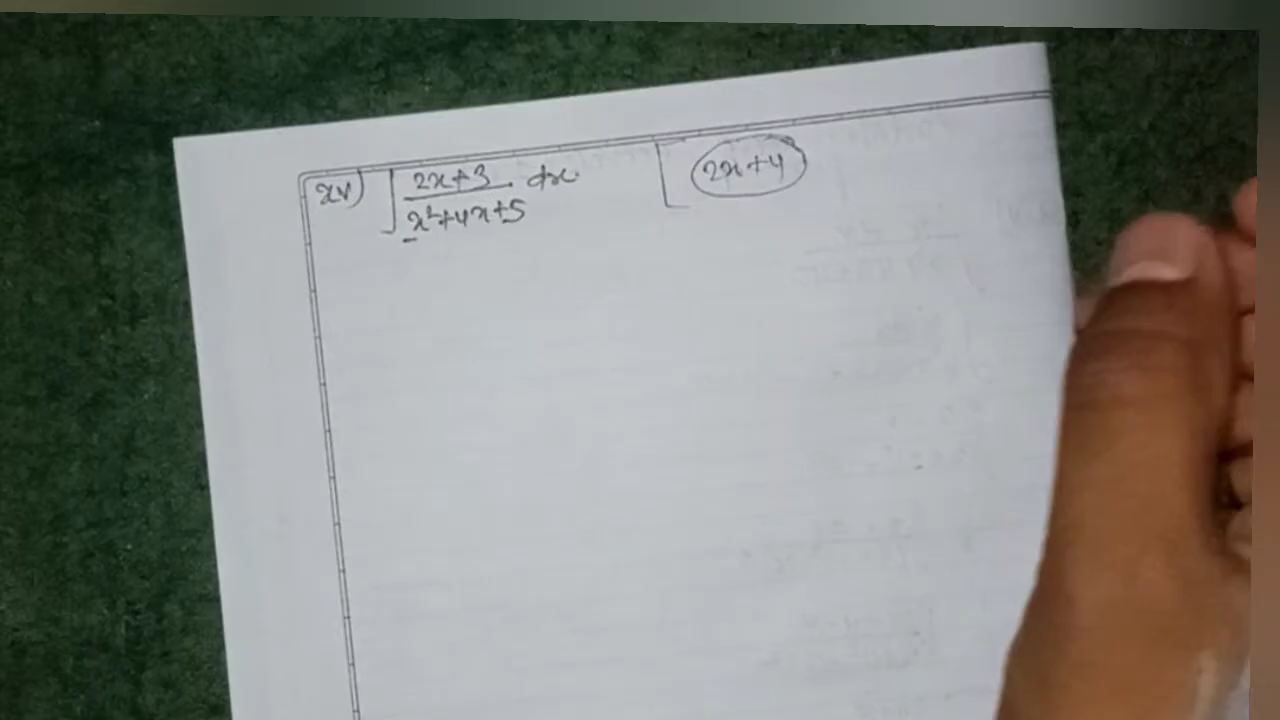 xv) ∫ 2x+3 / x²+4x+5 . dx. [ 2x+4